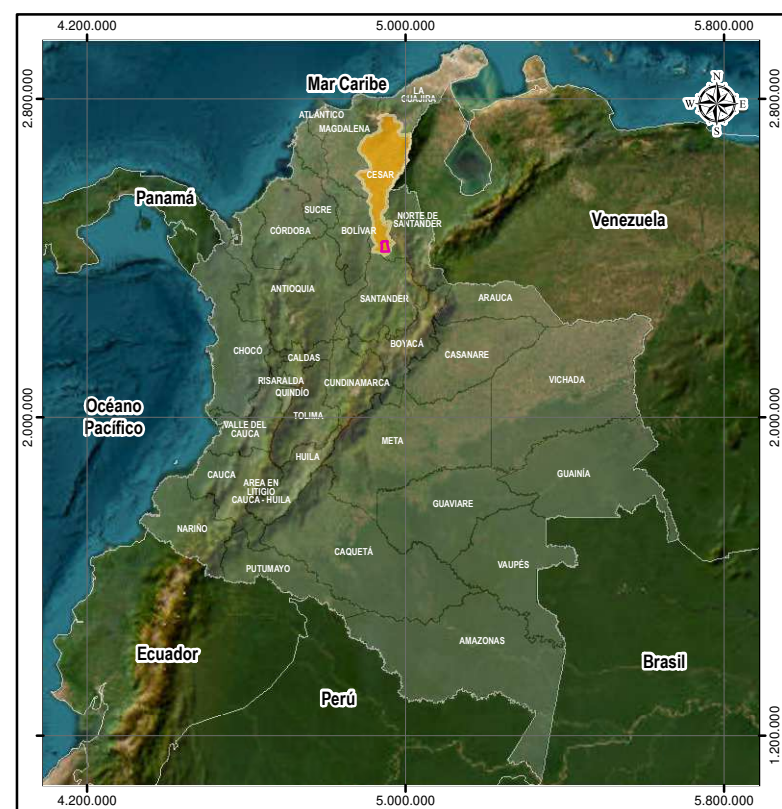 4.200.000
5.000.000
5.800.000
2.800.000
2.800.000
Mar Caribe
N
W
E
S
LA
GUAJIRA
ATLÁNTICO
MAGDALENA
CESAR
Panamá
SUCRE
NORTE DE
SANTANDER
Venezuela
CÓRDOBA
BOLÍVAR
ANTIOQUIA
SANTANDER
ARAUCA
CHOCÓ
BOYACÁ
CALDAS
CASANARE
RISARALDA
CUNDINAMARCA
VICHADA
QUINDÍO
Océano
Pacífico
TOLIMA
2.000.000
2.000.000
VALLE DEL
CAUCA
META
HUILA
CAUCA
AREA EN
LITIGIO
CAUCA - HUILA
GUAINÍA
GUAVIARE
NARIÑO
CAQUETÁ
VAUPÉS
PUTUMAYO
AMAZONAS
Ecuador
Brasil
Perú
1.200.000
1.200.000
4.200.000
5.000.000
5.800.000